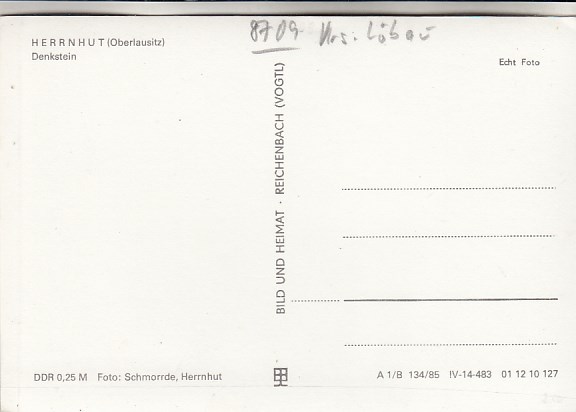 8709 Krs. Löbau
HERRNHUT (Oberlausitz)
Denkstein
Echt Foto
BILD UND HEIMAT · REICHENBACH (VOGTL)
DDR 0,25 M Foto: Schmorrde, Herrnhut
A 1/B 134/85 IV-14-483 01 12 10 127